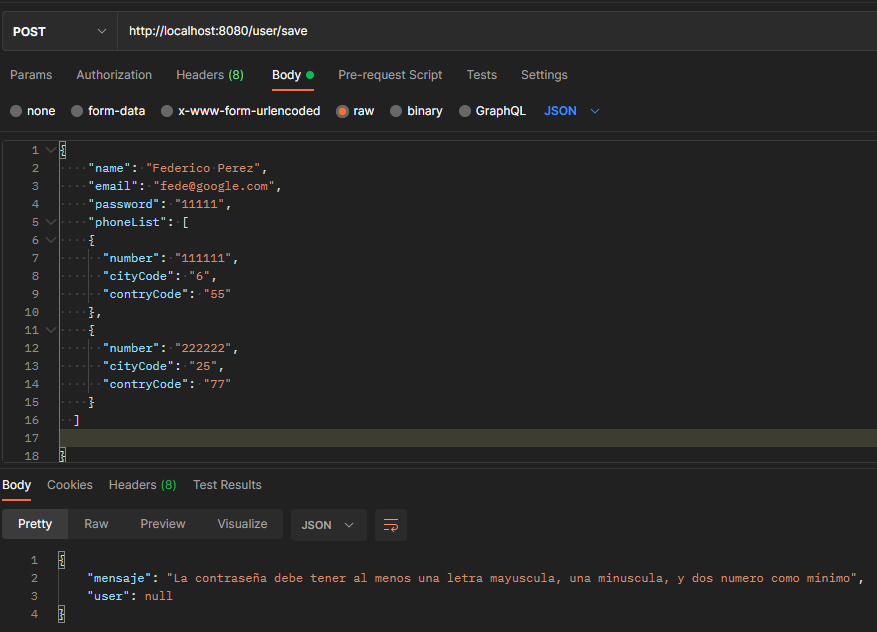 POST http://localhost:8080/user/save
Params Authorization Headers (8) Body Pre-request Script Tests Settings
none form-data x-www-form-urlencoded raw binary GraphQL JSON
1 {
2 "name": "Federico Perez",
3 "email": "fede@google.com",
4 "password": "11111",
5 "phoneList": [
6 {
7 "number": "111111",
8 "cityCode": "6",
9 "contryCode": "55"
10 },
11 {
12 "number": "222222",
13 "cityCode": "25",
14 "contryCode": "77"
15 }
16 ]
17
18 }
Body Cookies Headers (8) Test Results
Pretty Raw Preview Visualize JSON
1 {
2 "mensaje": "La contraseña debe tener al menos una letra mayuscula, una minuscula, y dos numero como mínimo",
3 "user": null
4 }